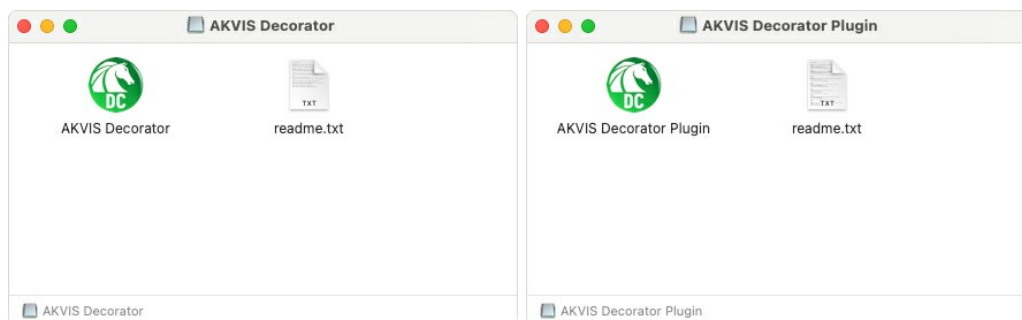 AKVIS Decorator
DC
AKVIS Decorator
TXT
readme.txt
AKVIS Decorator
AKVIS Decorator Plugin
DC
AKVIS Decorator Plugin
TXT
readme.txt
AKVIS Decorator Plugin